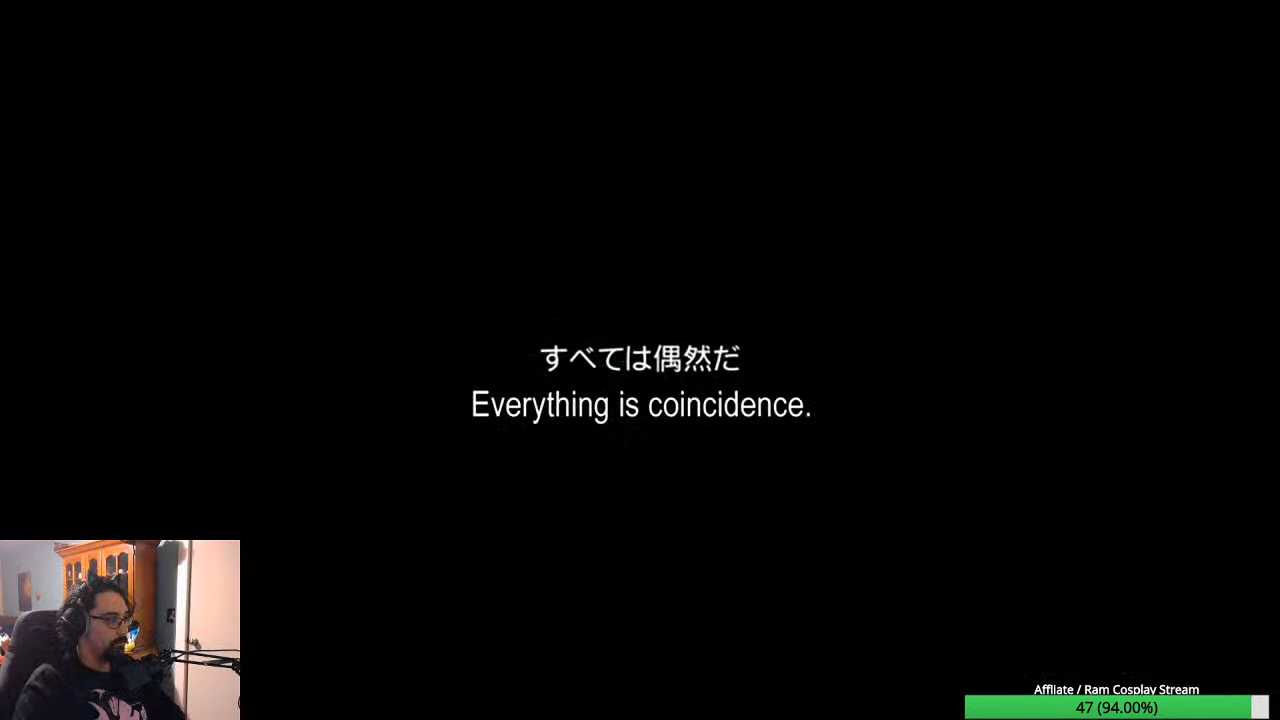 すべては偶然だ
Everything is coincidence.
Affliate / Ram Cosplay Stream
47 (94.00%)